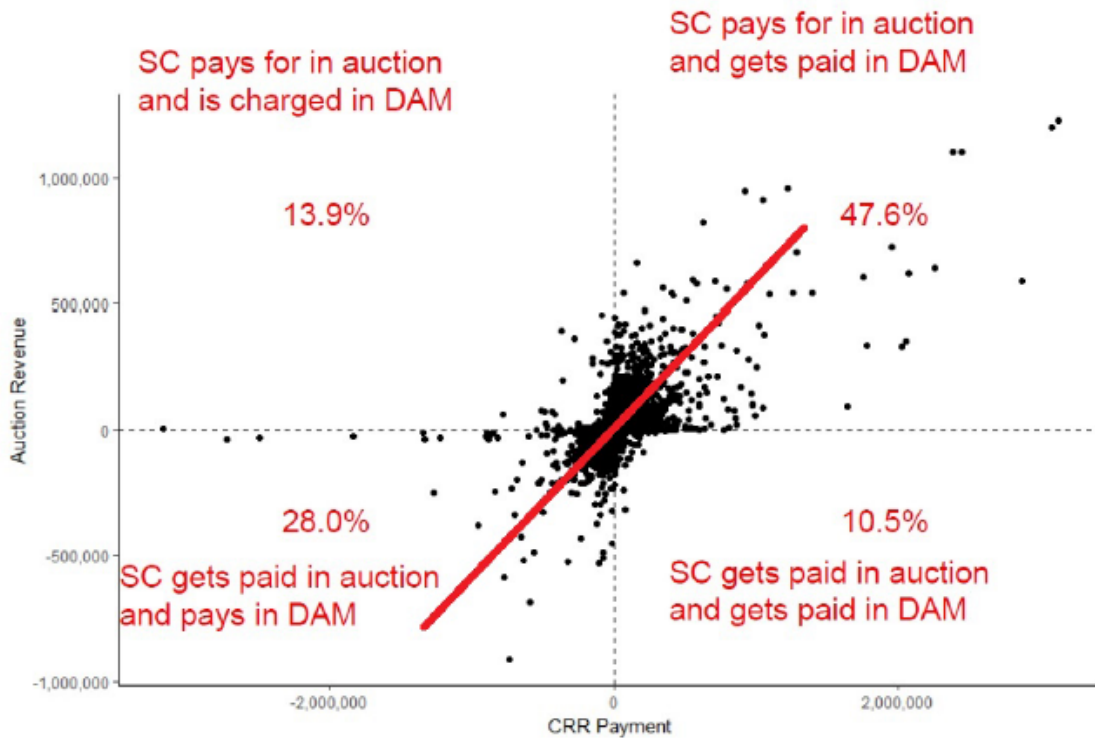 SC pays for in auction
and gets paid in DAM
SC pays for in auction
and is charged in DAM
1,000,000
13.9%
47.6%
500,000
Auction Revenue
0
28.0%
10.5%
-500,000
SC gets paid in auction
and pays in DAM
SC gets paid in auction
and gets paid in DAM
-1,000,000
-2,000,000
0
2,000,000
CRR Payment